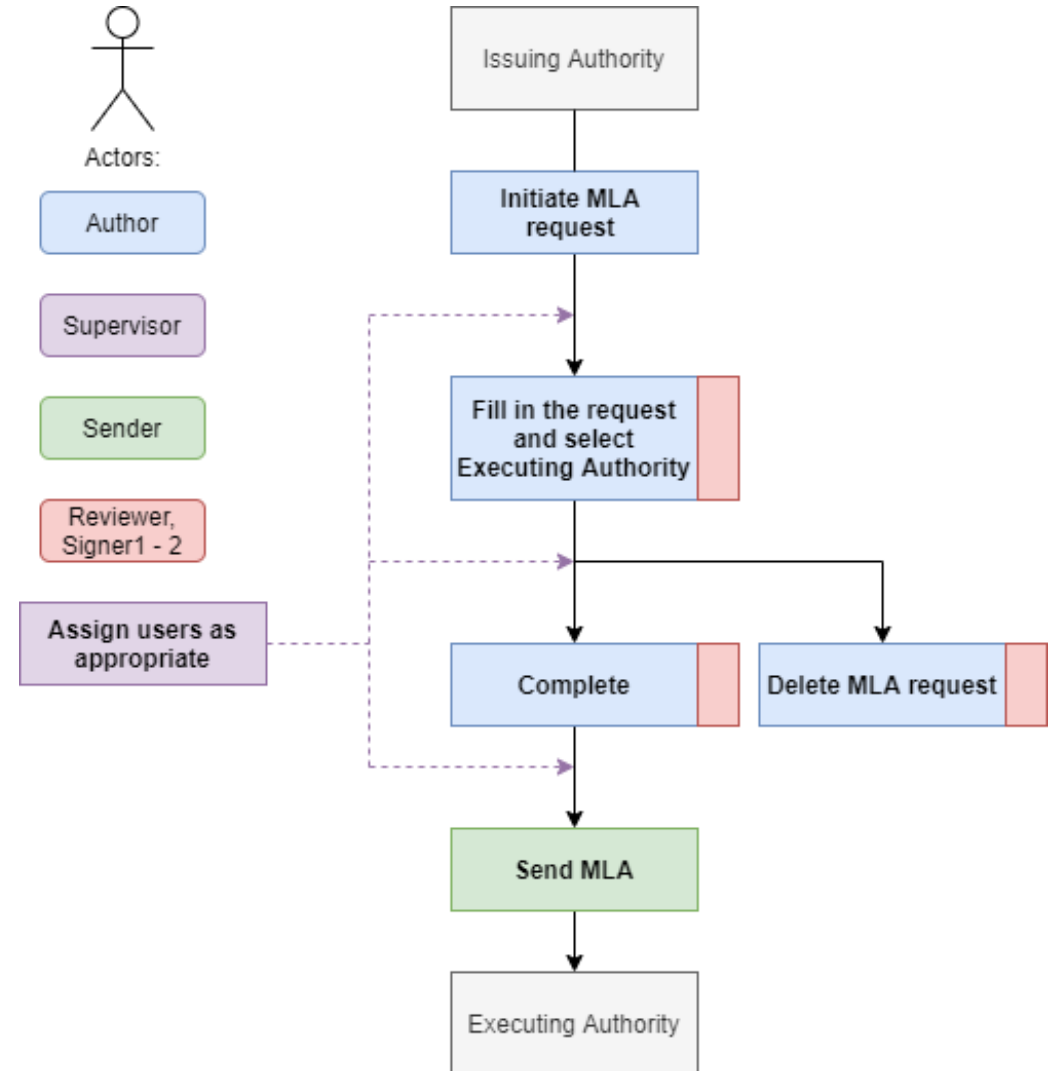 Actors:
Author
Supervisor
Sender
Reviewer,
Signer1 - 2
Assign users as
appropriate
Issuing Authority
Initiate MLA
request
Fill in the request
and select
Executing Authority
Complete
Delete MLA request
Send MLA
Executing Authority